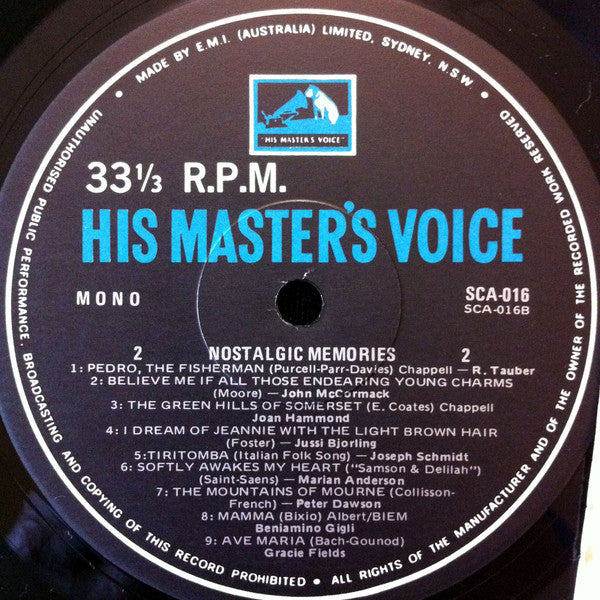 MADE BY E.M.I. (AUSTRALIA) LIMITED, SYDNEY, N.S.W.
"HIS MASTER'S VOICE"
33⅓ R.P.M.
HIS MASTER'S VOICE
MONO
SCA-016
SCA-016B
2 NOSTALGIC MEMORIES 2
1: PEDRO, THE FISHERMAN (Purcell-Parr-Davies) Chappell — R. Tauber
2: BELIEVE ME IF ALL THOSE ENDEARING YOUNG CHARMS
(Moore) — John McCormack
3: THE GREEN HILLS OF SOMERSET (E. Coates) Chappell
Joan Hammond
4: I DREAM OF JEANNIE WITH THE LIGHT BROWN HAIR
(Foster) — Jussi Bjorling
5: TIRITOMBA (Italian Folk Song) — Joseph Schmidt
6: SOFTLY AWAKES MY HEART ("Samson & Delilah")
(Saint-Saens) — Marian Anderson
7: THE MOUNTAINS OF MOURNE (Collisson-
French) — Peter Dawson
8: MAMMA (Bixio) Albert/BIEM
Beniamino Gigli
9: AVE MARIA (Bach-Gounod)
Gracie Fields
UNAUTHORISED PUBLIC PERFORMANCE, BROADCASTING AND COPYING OF THIS RECORD PROHIBITED • ALL RIGHTS OF THE MANUFACTURER AND OF THE OWNER OF THE RECORDED WORK RESERVED